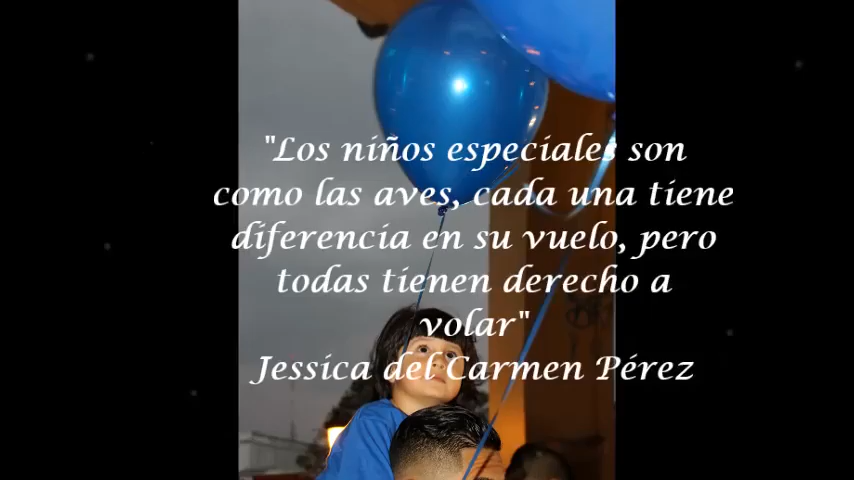 "Los niños especiales son
como las aves, cada una tiene
diferencia en su vuelo, pero
todas tienen derecho a
volar"
Jessica del Carmen Pérez